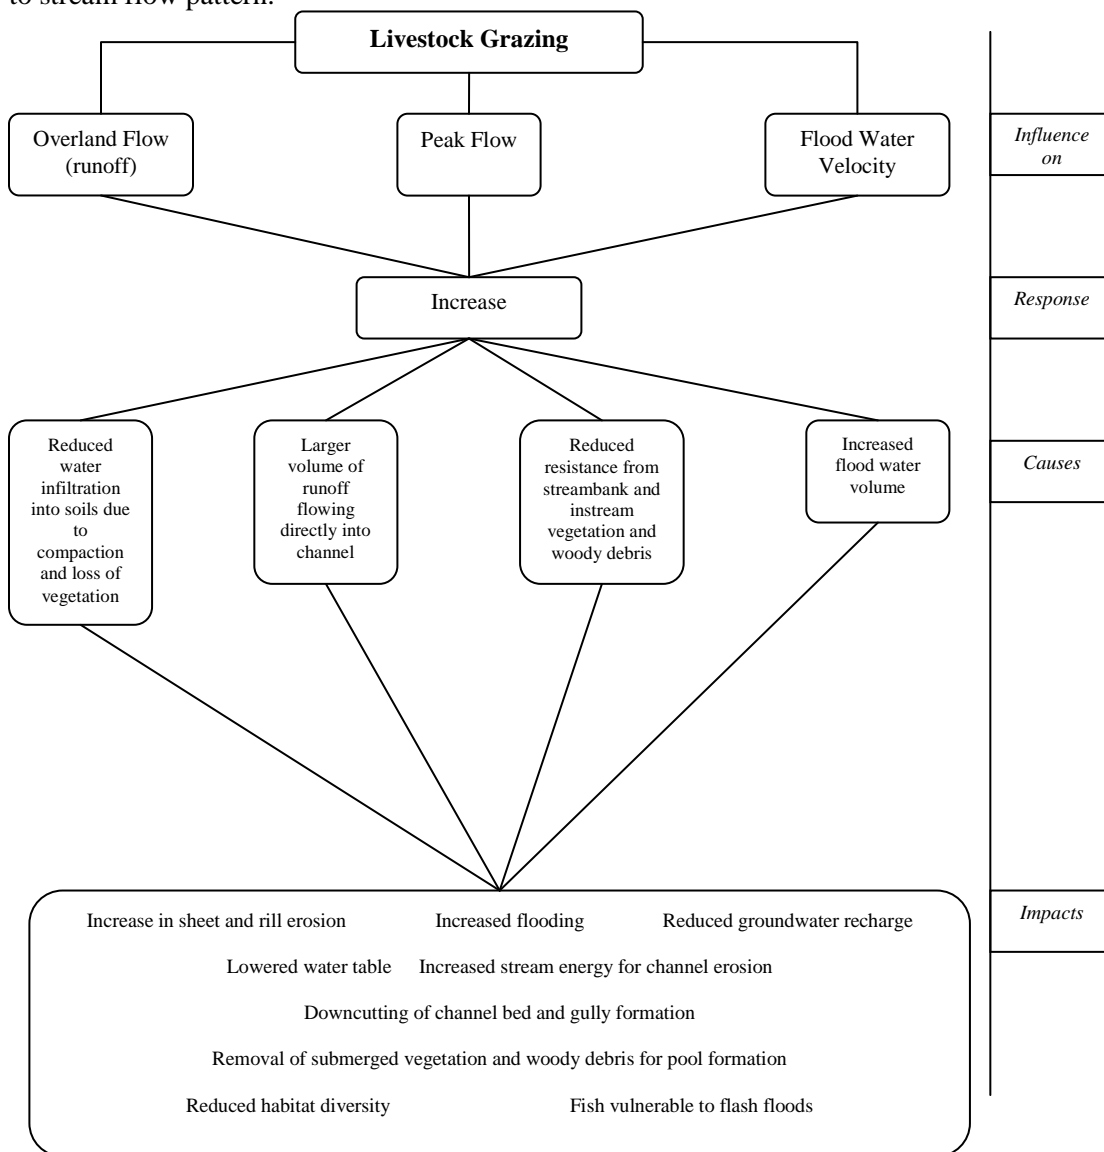 to stream flow pattern.
Livestock Grazing
Overland Flow
(runoff)
Peak Flow
Flood Water
Velocity
Influence
on
Increase
Response
Reduced
water
infiltration
into soils due
to
compaction
and loss of
vegetation
Larger
volume of
runoff
flowing
directly into
channel
Reduced
resistance from
streambank and
instream
vegetation and
woody debris
Increased
flood water
volume
Causes
Increase in sheet and rill erosion
Increased flooding
Reduced groundwater recharge
Impacts
Lowered water table
Increased stream energy for channel erosion
Downcutting of channel bed and gully formation
Removal of submerged vegetation and woody debris for pool formation
Reduced habitat diversity
Fish vulnerable to flash floods